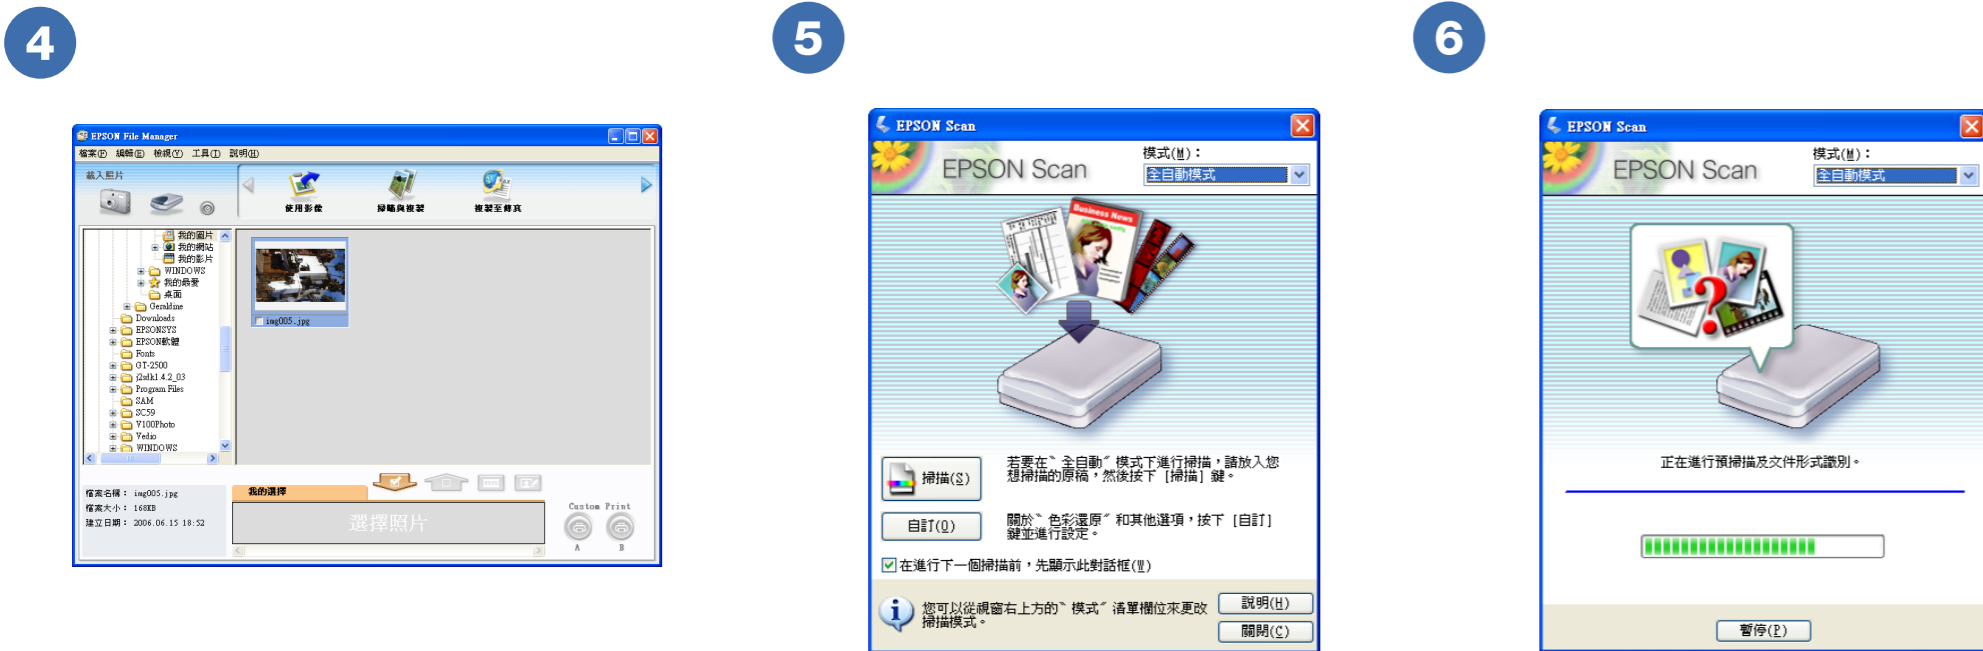 4
5
6
EPSON File Manager
檔案(F) 編輯(E) 檢視(V) 工具(T) 說明(H)
載入照片
使用影像 掃瞄與複製 複製至傳真
我的圖片
我的網站
我的影片
WINDOWS
我的最愛
桌面
Geraldine
Downloads
EPSONSYS
EPSON軟體
Fonts
GT-2500
j2sdk1.4.2_03
Program Files
SAM
SC59
V100Photo
Vedio
WINDOWS
img005.jpg
檔案名稱： img005.jpg
檔案大小： 168KB
建立日期： 2006.06.15 18:52
我的選擇
選擇照片
Custom Print
A B
EPSON Scan
EPSON Scan
模式(M)：
全自動模式
Business News
掃描(S)
若要在〝全自動〞模式下進行掃描，請放入您
想掃描的原稿，然後按下 [掃描] 鍵。
自訂(O)
關於〝色彩還原〞和其他選項，按下 [自訂]
鍵並進行設定。
在進行下一個掃描前，先顯示此對話框(W)
您可以從視窗右上方的〝模式〞清單欄位來更改
掃描模式。
說明(H)
關閉(C)
EPSON Scan
EPSON Scan
模式(M)：
全自動模式
正在進行預掃描及文件形式識別。
暫停(P)